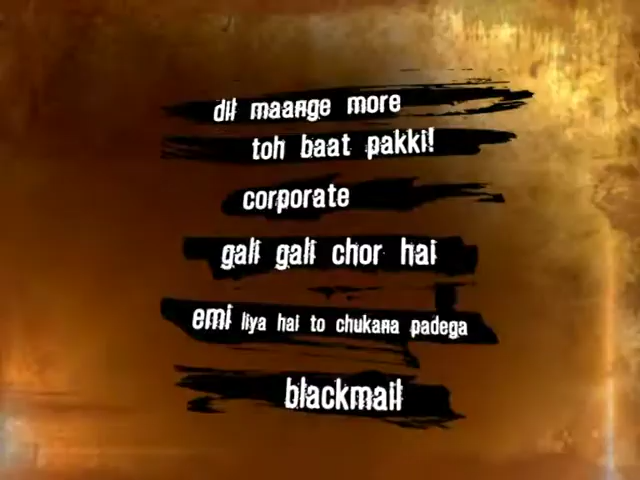 dil maange more
toh baat pakki!
corporate
gali gali chor hai
emi liya hai to chukana padega
blackmail